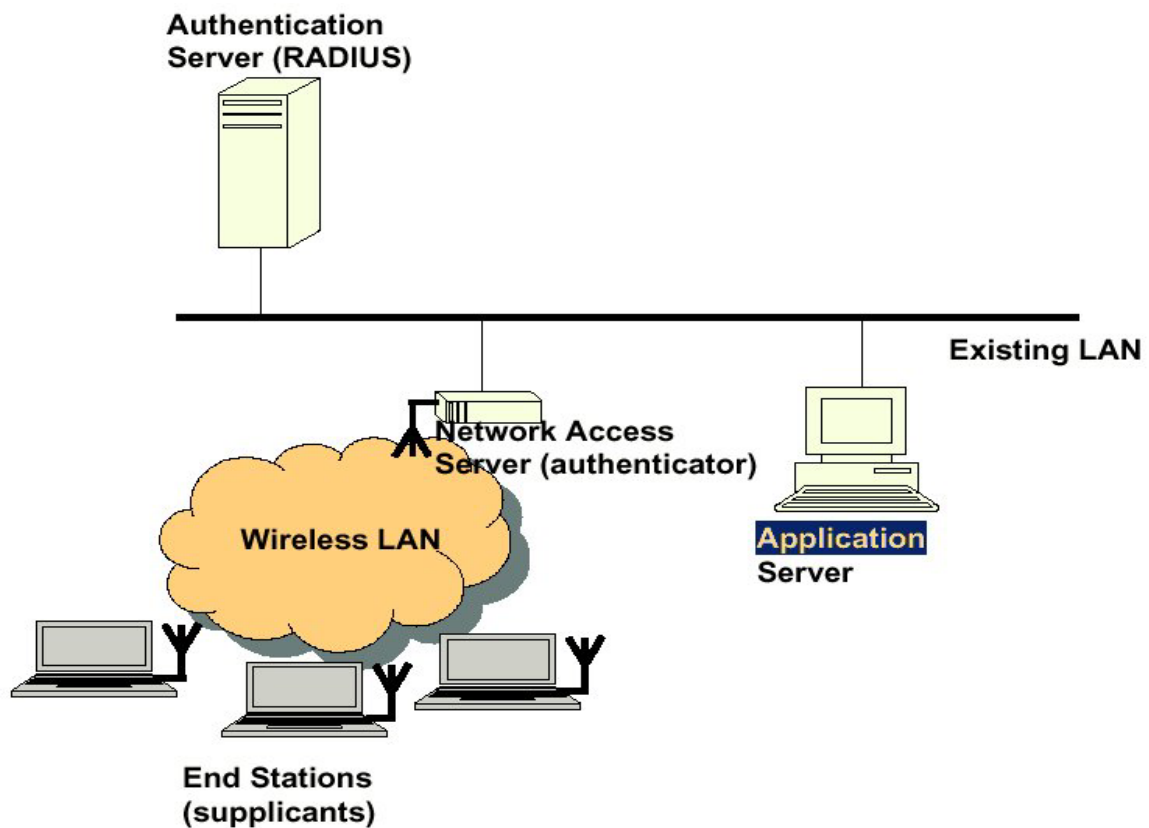 Authentication
Server (RADIUS)
Existing LAN
Network Access
Server (authenticator)
Wireless LAN
Application
Server
End Stations
(supplicants)